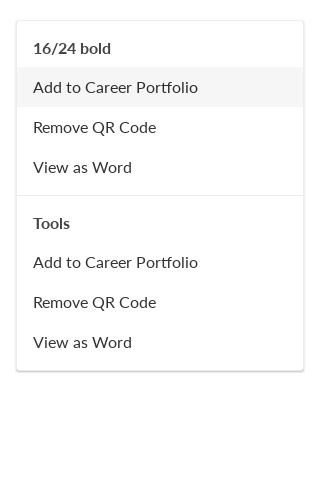 16/24 bold
Add to Career Portfolio
Remove QR Code
View as Word
Tools
Add to Career Portfolio
Remove QR Code
View as Word